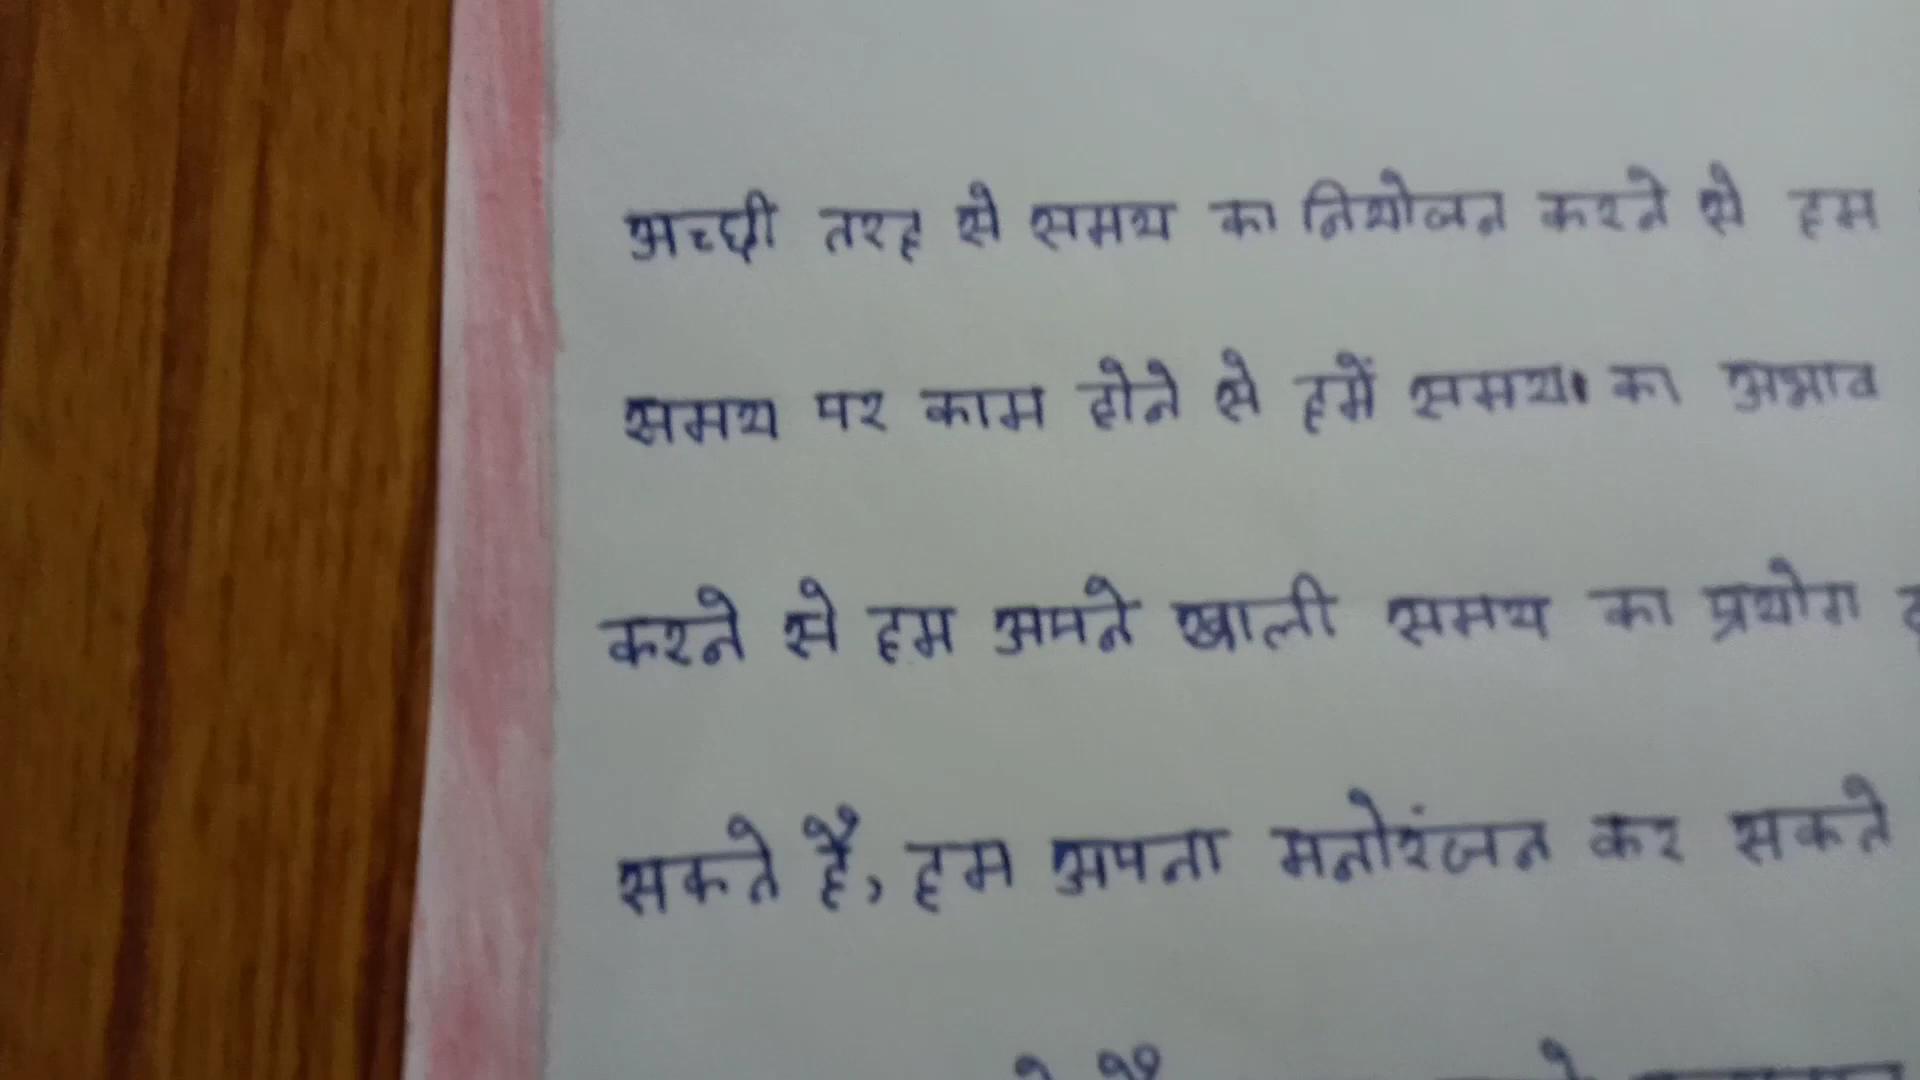 अच्छी तरह से समय का नियोजन करने से हम
समय पर काम होने से हमें समय का अभाव
करने से हम अपने खाली समय का प्रयोग
सकते है, हम अपना मनोरंजन कर सकते